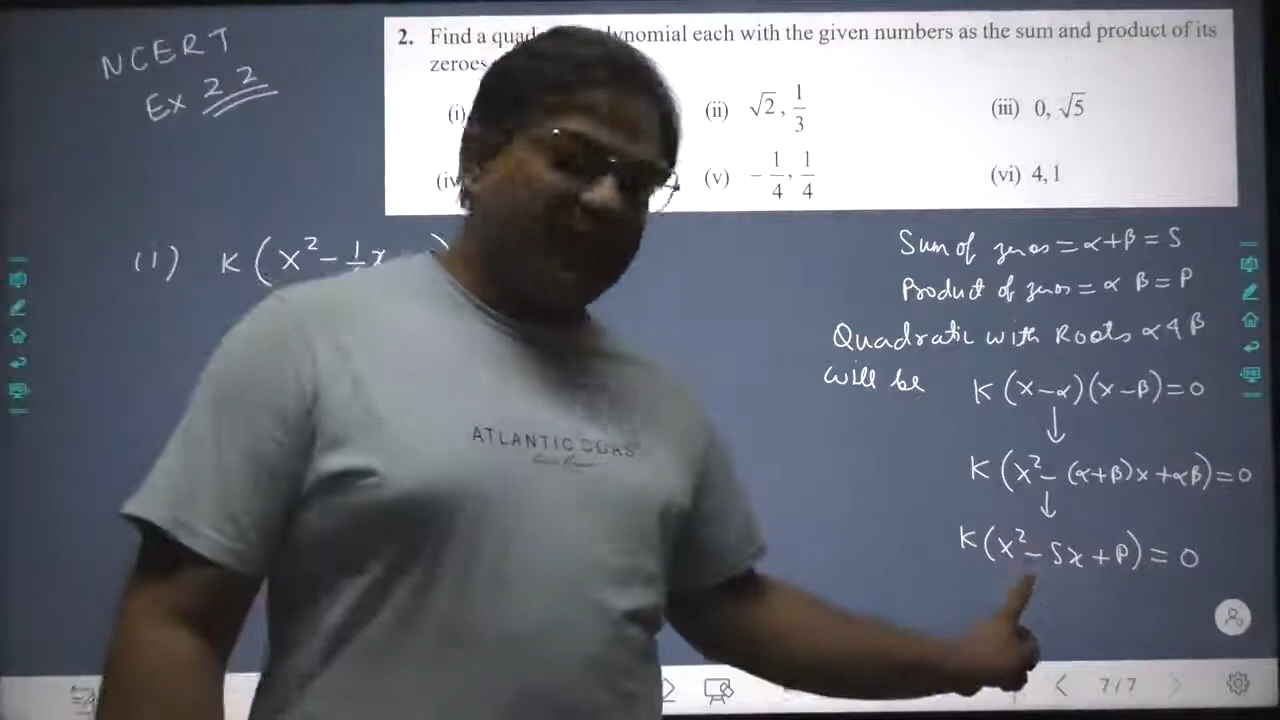 NCERT
Ex 2 2
2. Find a quad ynomial each with the given numbers as the sum and product of its
zeroes
(i) (ii) √2, 1/3 (iii) 0, √5
(iv (v) -1/4, 1/4 (vi) 4, 1
(i) K(x² - x )
Sum of zeros = α+β = S
Product of zeros = α β = P
Quadratic with Roots α & β
will be K(x-α)(x-β)=0
↓
K(x² - (α+β)x + αβ) = 0
↓
K(x² - Sx + P) = 0
ATLANTIC
7/7